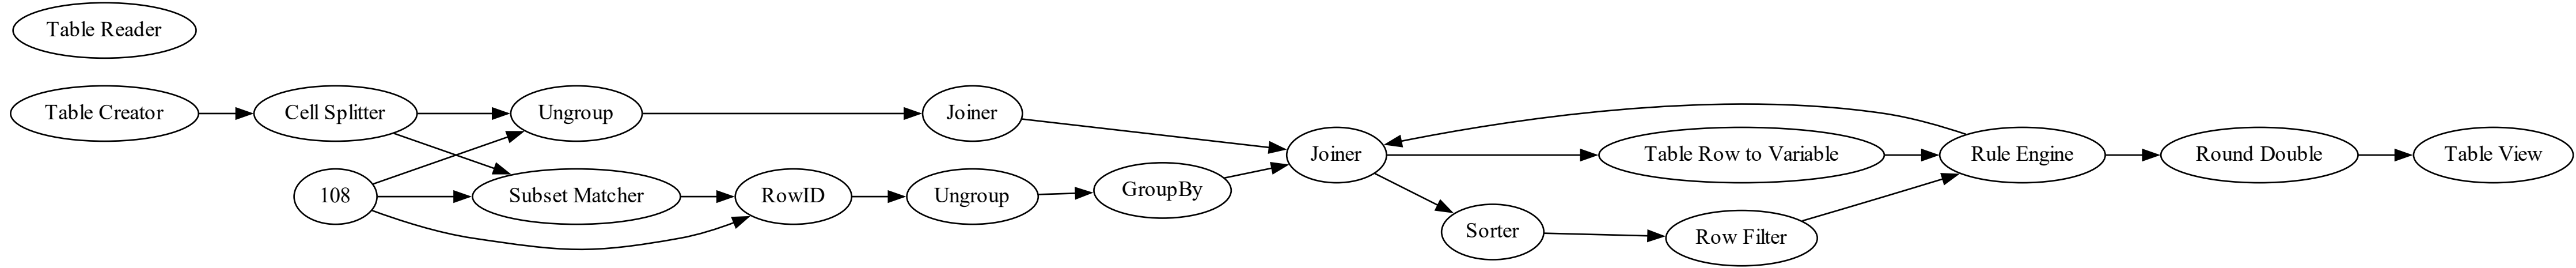 Table Reader
Table Creator
Cell Splitter
Ungroup
Joiner
108
Subset Matcher
RowID
Ungroup
GroupBy
Joiner
Table Row to Variable
Rule Engine
Round Double
Table View
Sorter
Row Filter